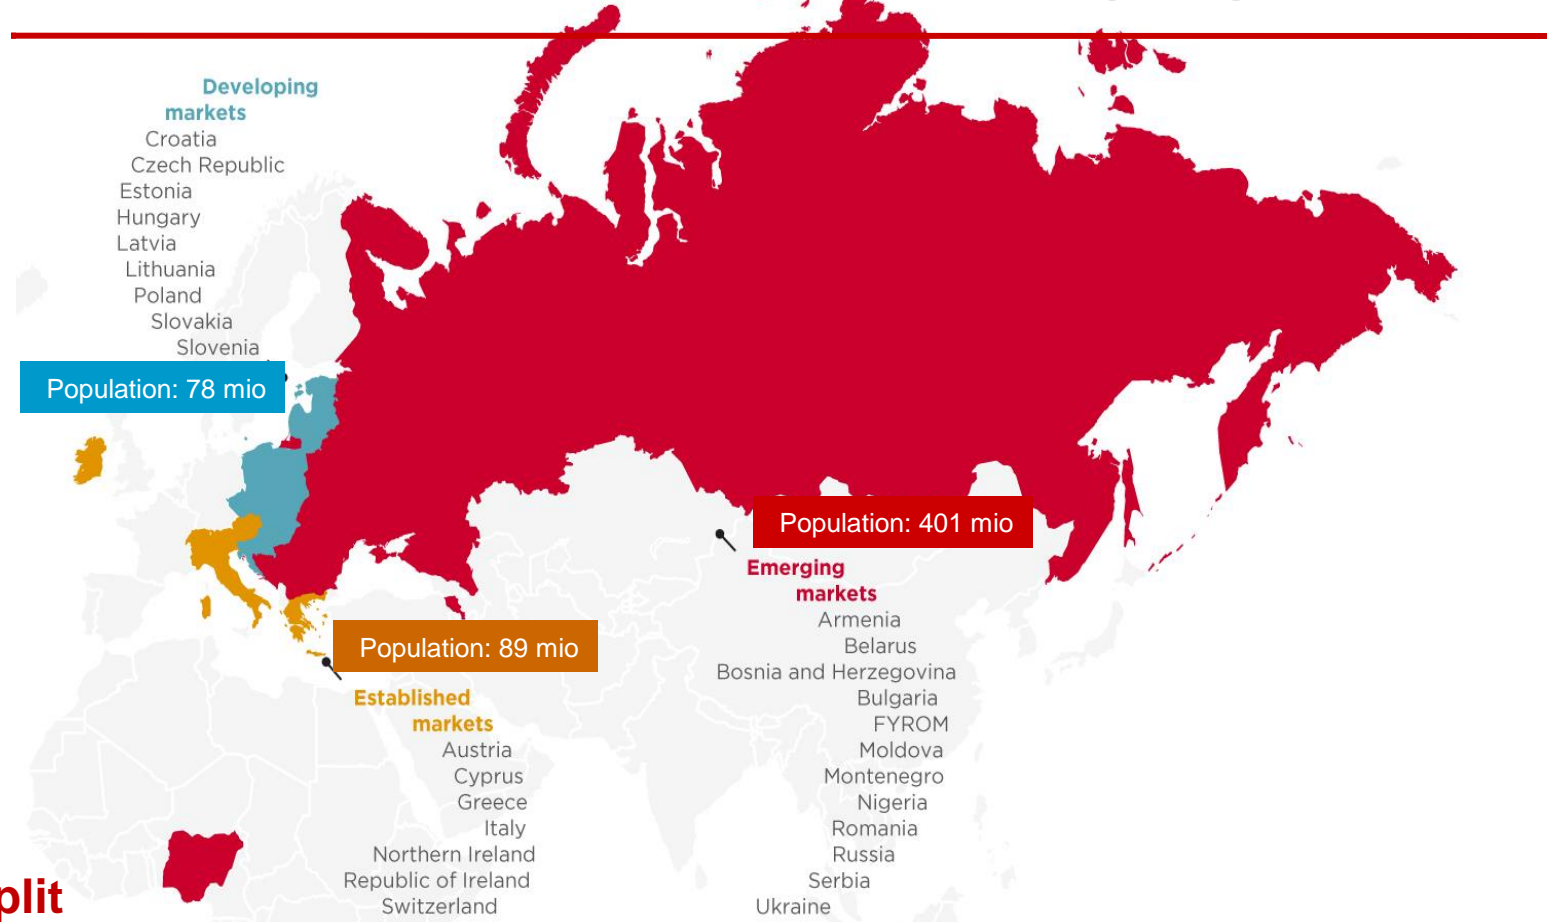 Developing
markets
Croatia
Czech Republic
Estonia
Hungary
Latvia
Lithuania
Poland
Slovakia
Slovenia
Population: 78 mio
Population: 401 mio
Emerging
markets
Armenia
Belarus
Bosnia and Herzegovina
Bulgaria
FYROM
Moldova
Montenegro
Nigeria
Romania
Russia
Serbia
Ukraine
Population: 89 mio
Established
markets
Austria
Cyprus
Greece
Italy
Northern Ireland
Republic of Ireland
Switzerland
plit